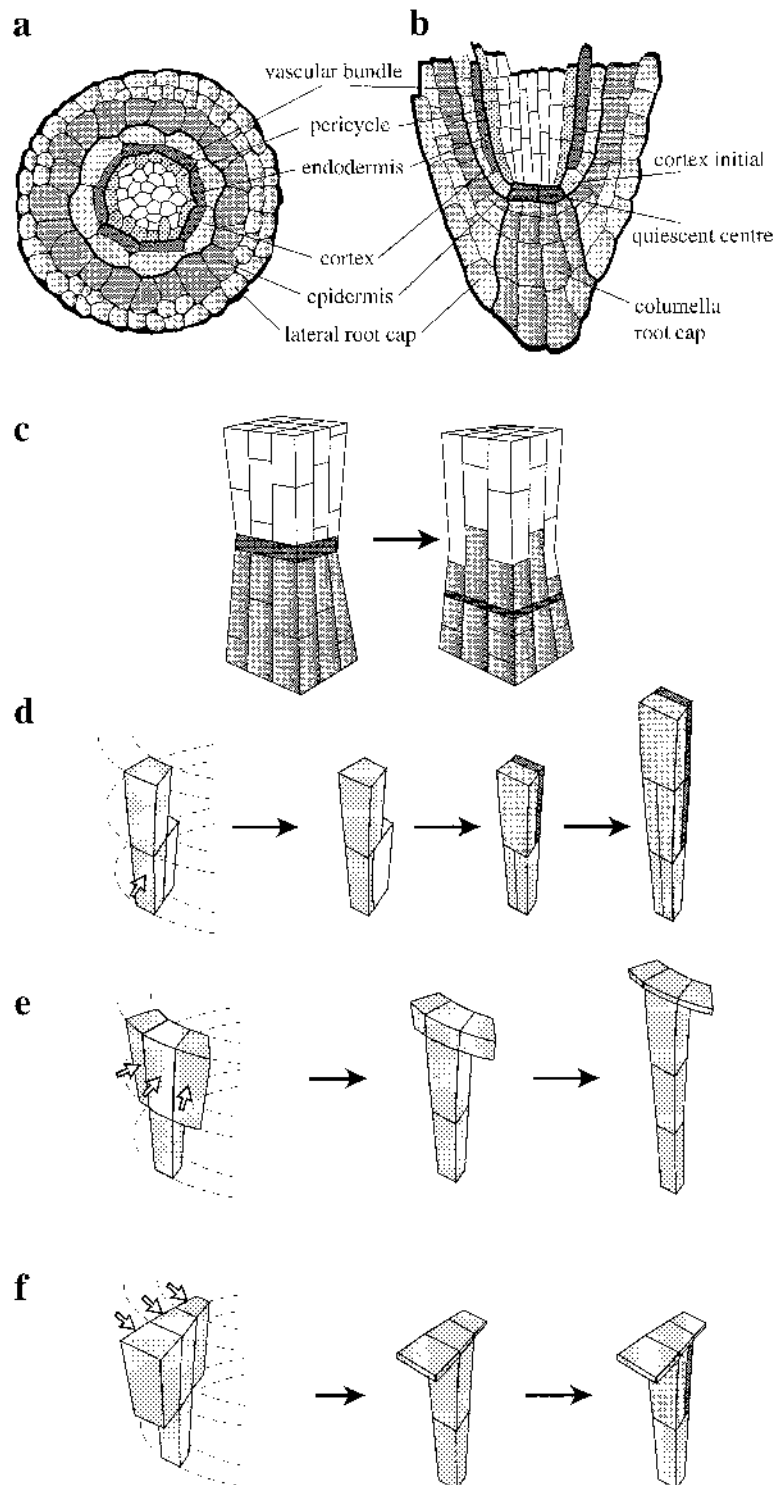 a
b
vascular bundle
pericycle
endodermis
cortex initial
quiescent centre
cortex
epidermis
lateral root cap
columella
root cap
c
d
e
f